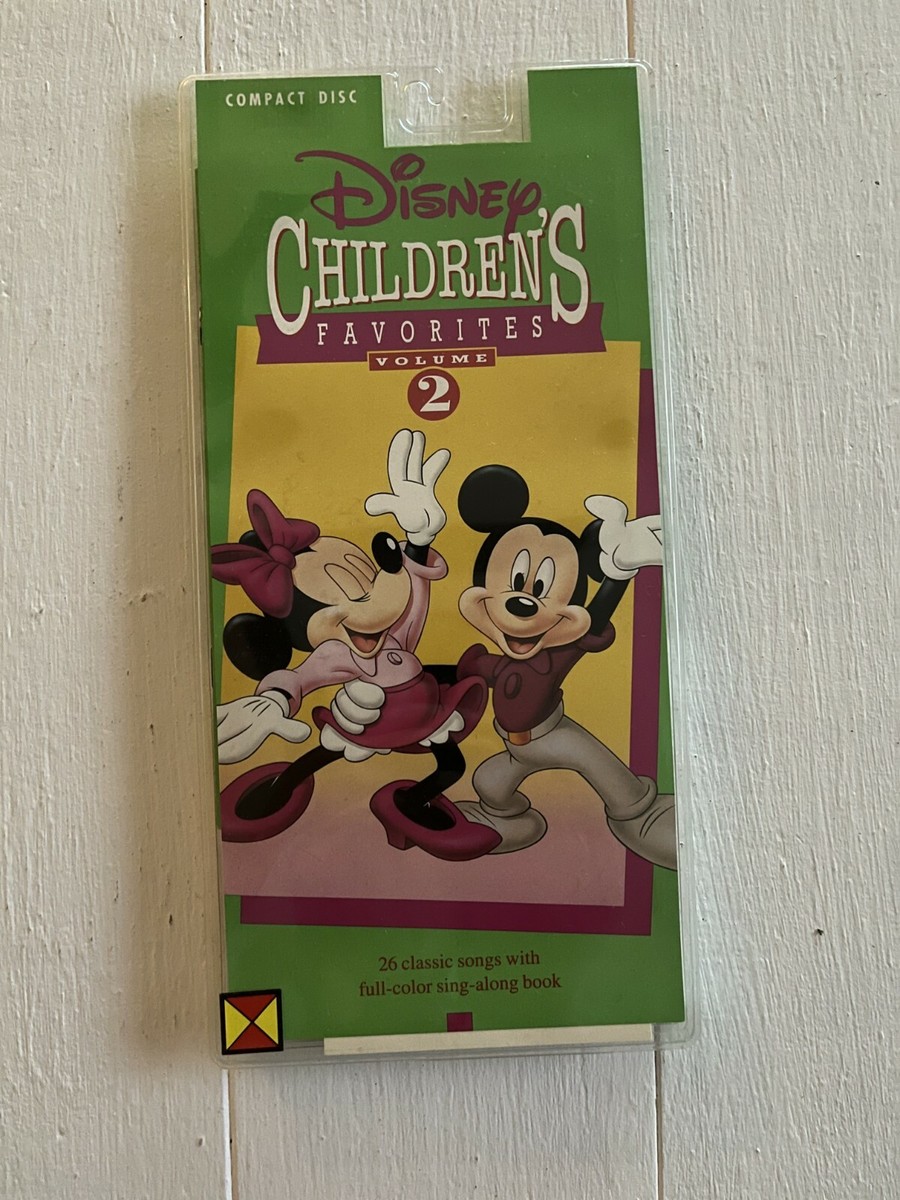 COMPACT DISC
DISNEY
CHILDREN'S
FAVORITES
VOLUME
2
26 classic songs with
full-color sing-along book